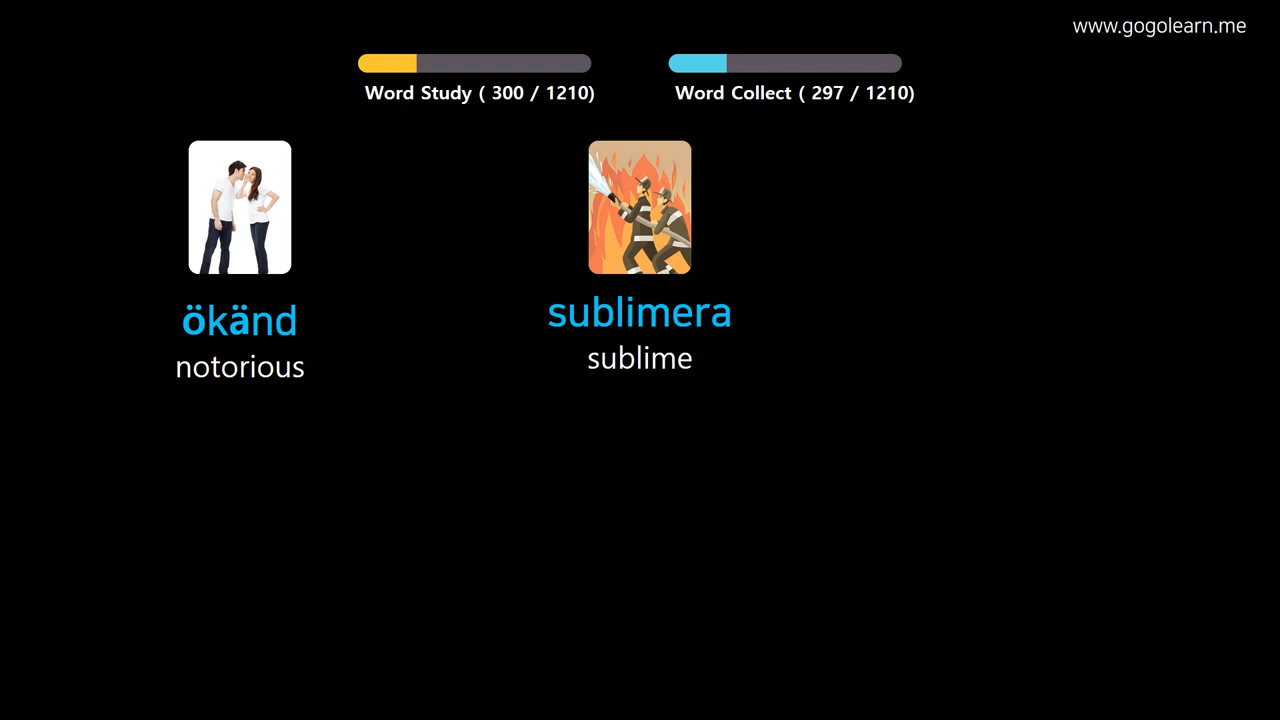 www.gogolearn.me
Word Study ( 300 / 1210)
Word Collect ( 297 / 1210)
ökänd
notorious
sublimera
sublime